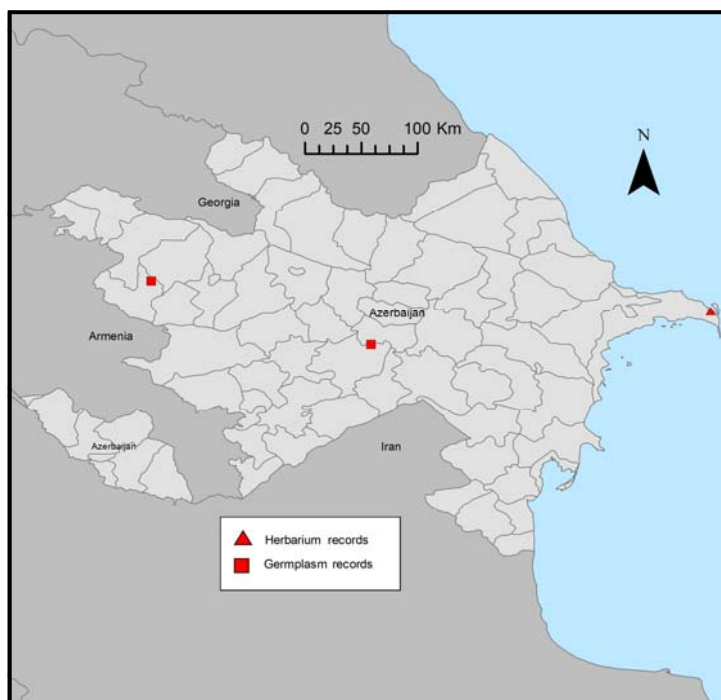 0 25 50 100 Km
N
Georgia
Azerbaijan
Armenia
Azerbaijan
Iran
Herbarium records
Germplasm records